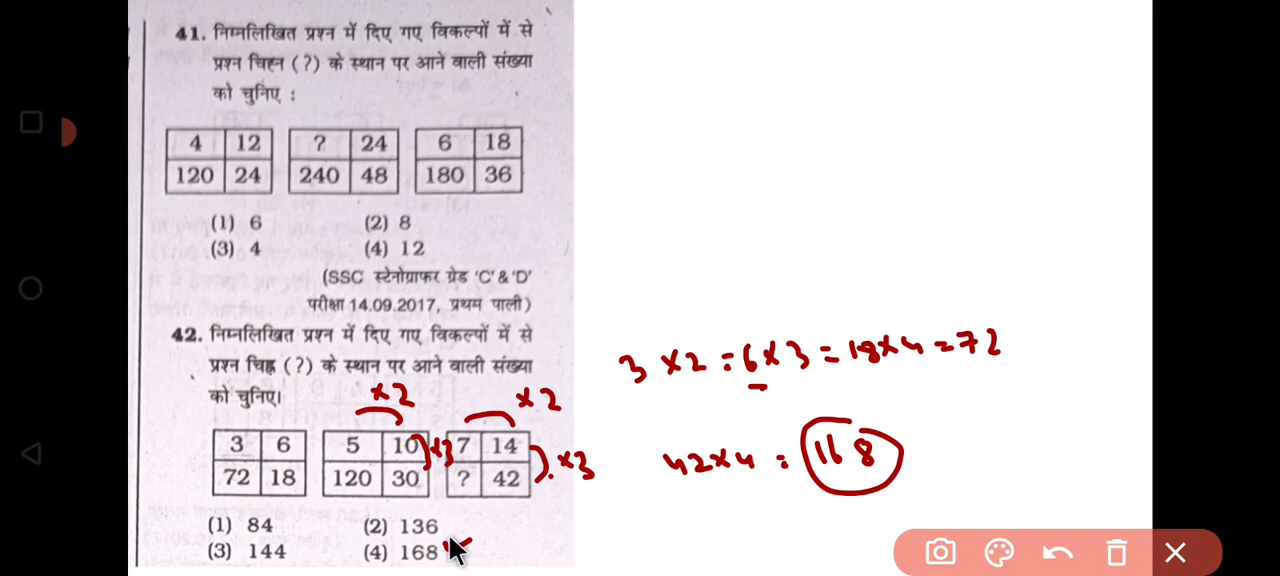 41. निम्नलिखित प्रश्न में दिए गए विकल्पों में से
प्रश्न चिह्न (?) के स्थान पर आने वाली संख्या
को चुनिए :
4 12 ? 24 6 18
120 24 240 48 180 36
(1) 6 (2) 8
(3) 4 (4) 12
(SSC स्टेनोग्राफर ग्रेड 'C' & 'D'
परीक्षा 14.09.2017, प्रथम पाली)
42. निम्नलिखित प्रश्न में दिए गए विकल्पों में से
प्रश्न चिह्न (?) के स्थान पर आने वाली संख्या
को चुनिए।
×2 ×2
3 6 5 10 ×3 7 14 ×3
72 18 120 30 ? 42
(1) 84 (2) 136
(3) 144 (4) 168
3 ×2 = 6×3 = 18×4 = 72
42×4 = 168